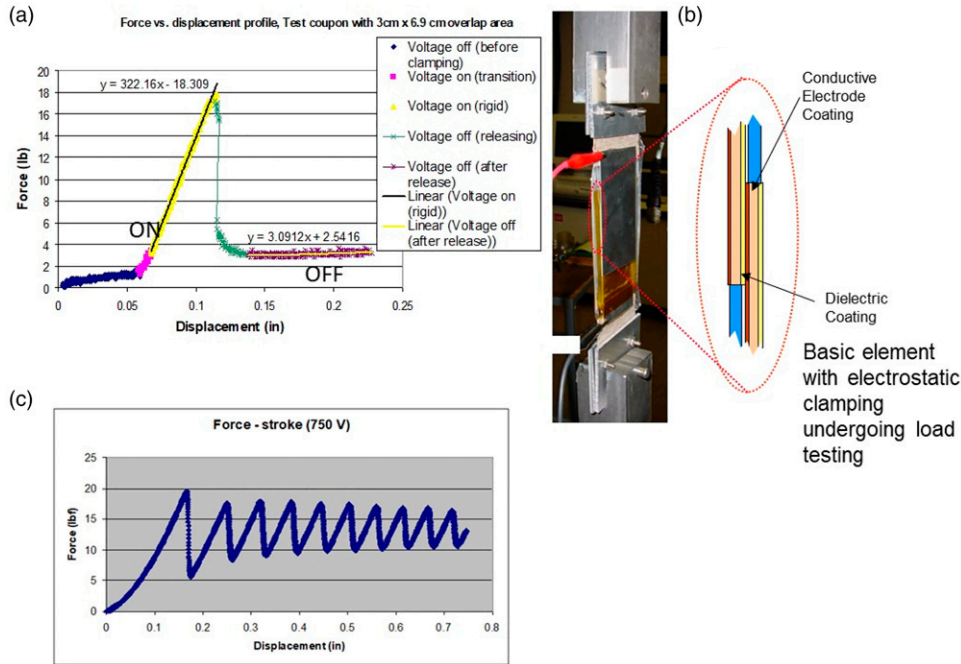 (a)
Force vs. displacement profile, Test coupon with 3cm x 6.9 cm overlap area
Force (lb)
20
18
16
14
12
10
8
6
4
2
0
y = 322.16x - 18.309
ON
y = 3.0912x + 2.5416
OFF
0
0.05
0.1
0.15
0.2
0.25
Displacement (in)
Voltage off (before
clamping)
Voltage on (transition)
Voltage on (rigid)
Voltage off (releasing)
Voltage off (after
release)
Linear (Voltage on
(rigid))
Linear (Voltage off
(after release))
(b)
Conductive
Electrode
Coating
Dielectric
Coating
Basic element
with electrostatic
clamping
undergoing load
testing
(c)
Force - stroke (750 V)
Force (lbf)
25
20
15
10
5
0
0
0.1
0.2
0.3
0.4
0.5
0.6
0.7
0.8
Displacement (in)